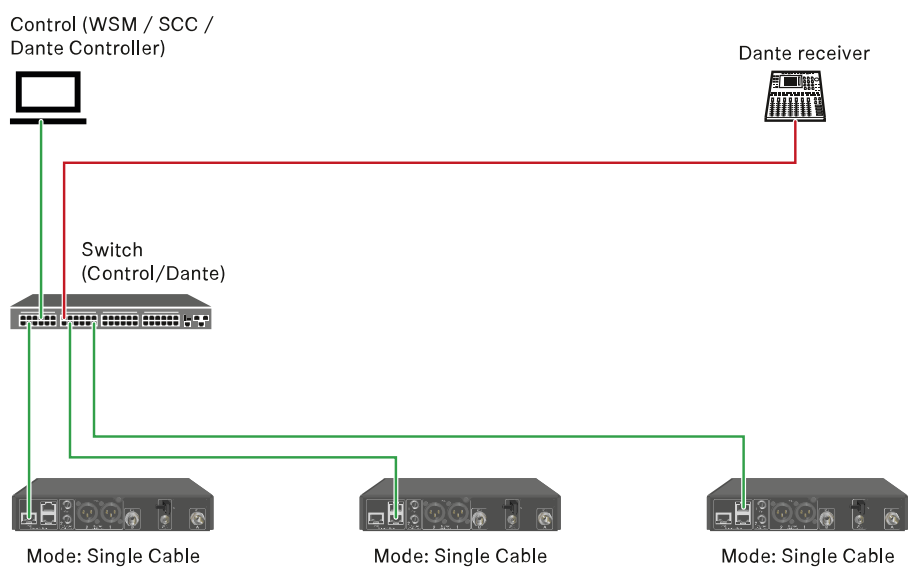 Control (WSM / SCC /
Dante Controller)
Dante receiver
Switch
(Control/Dante)
Mode: Single Cable
Mode: Single Cable
Mode: Single Cable